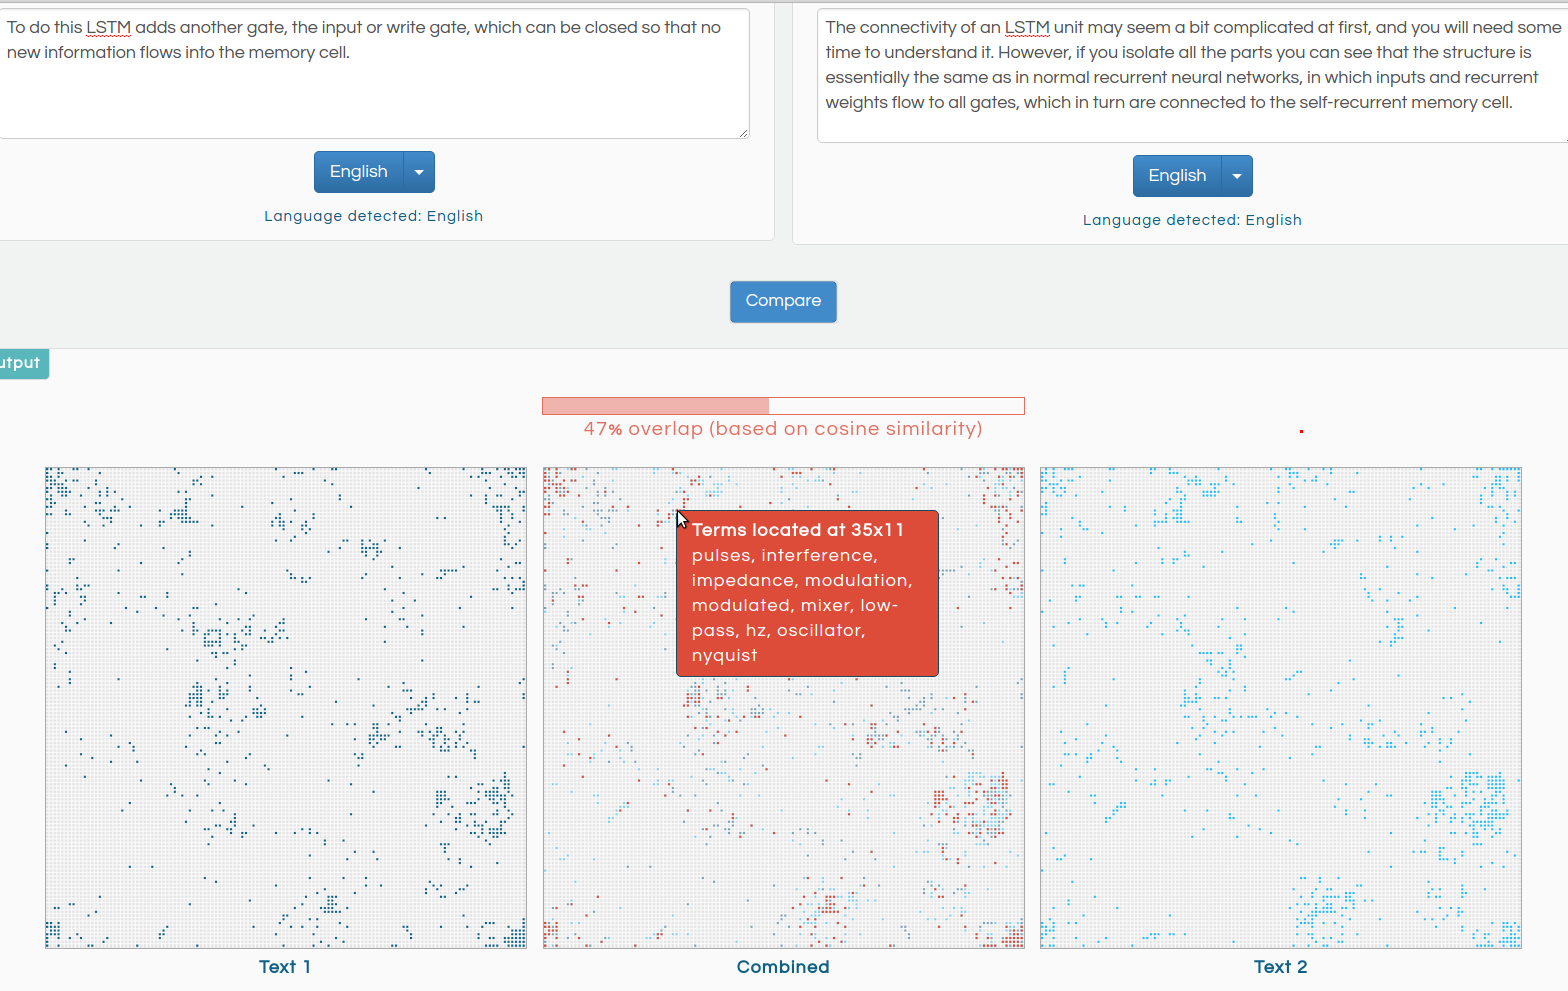 To do this LSTM adds another gate, the input or write gate, which can be closed so that no
new information flows into the memory cell.
English
Language detected: English
The connectivity of an LSTM unit may seem a bit complicated at first, and you will need some
time to understand it. However, if you isolate all the parts you can see that the structure is
essentially the same as in normal recurrent neural networks, in which inputs and recurrent
weights flow to all gates, which in turn are connected to the self-recurrent memory cell.
English
Language detected: English
Compare
utput
47% overlap (based on cosine similarity)
Terms located at 35x11
pulses, interference,
impedance, modulation,
modulated, mixer, low-
pass, hz, oscillator,
nyquist
Text 1
Combined
Text 2